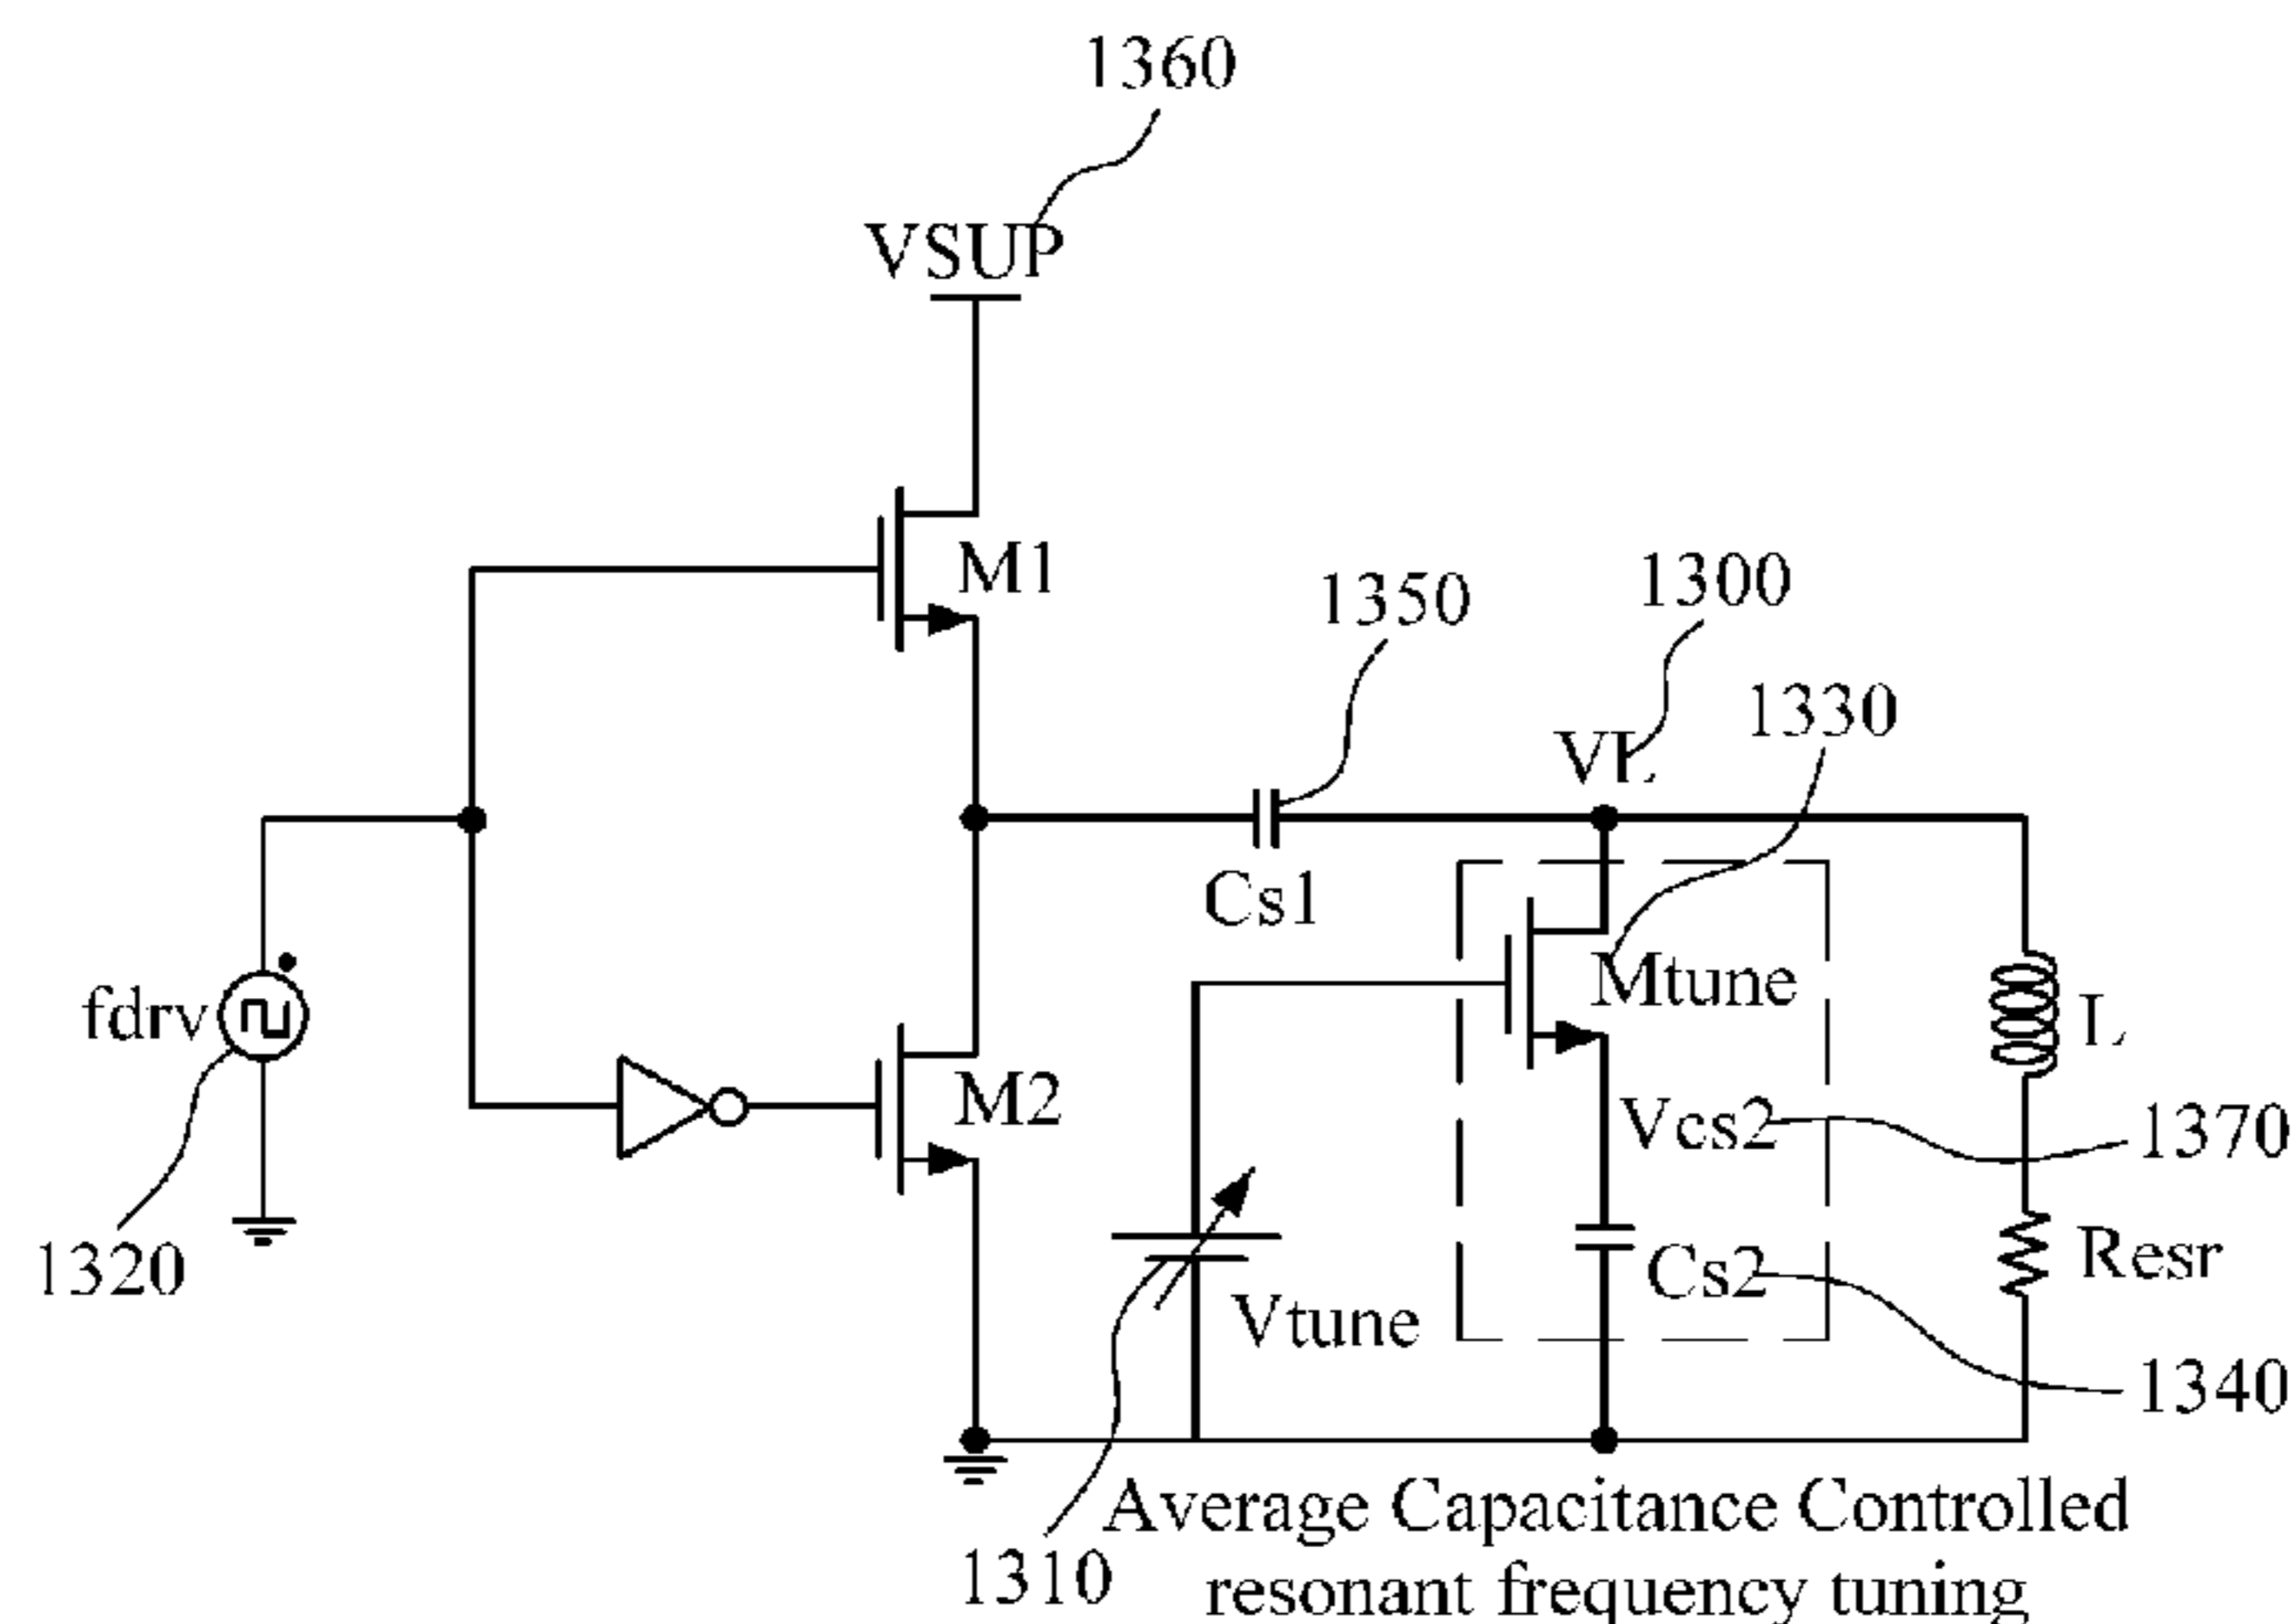 1360
VSUP
M1
1350
1300
1330
VL
Cs1
Mtune
fdrv
L
M2
Vcs2
1370
1320
Resr
Cs2
Vtune
1340
1310
Average Capacitance Controlled
resonant frequency tuning